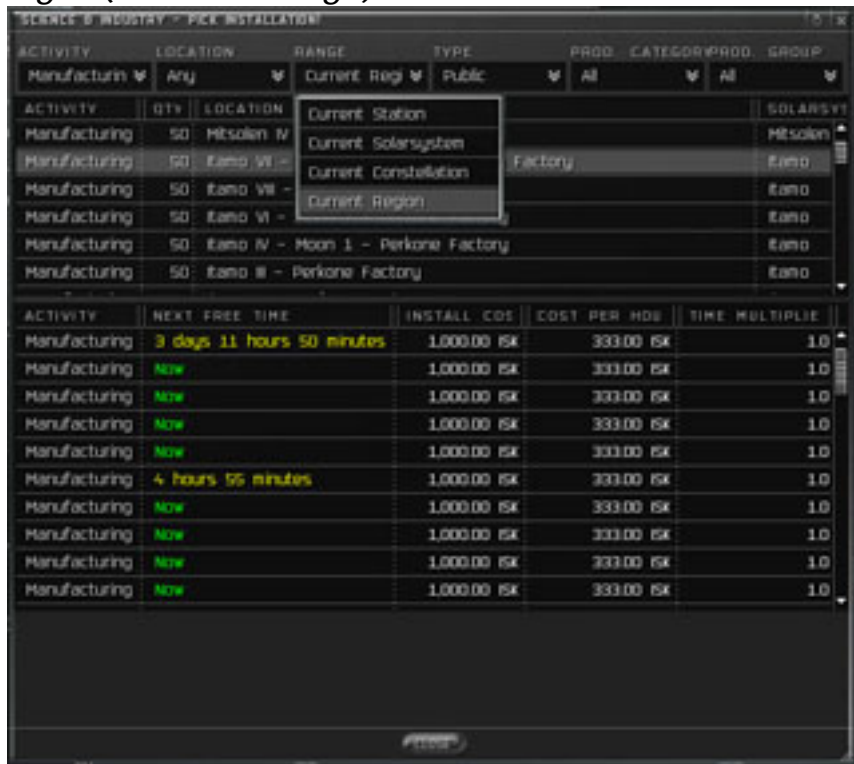 SCIENCE & INDUSTRY - PICK INSTALLATION!
ACTIVITY LOCATION RANGE TYPE PROD. CATEGORY PROD. GROUP
Manufacturin Any Current Regi Public All All
ACTIVITY QTY LOCATION SOLARSYS
Current Station
Current Solarsystem
Current Constellation
Current Region
Manufacturing 50 Mitsolen IV Mitsolen
Manufacturing 50 Itamo VII - Factory Itamo
Manufacturing 50 Itamo VII - Itamo
Manufacturing 50 Itamo VI - Itamo
Manufacturing 50 Itamo IV - Moon 1 - Perkone Factory Itamo
Manufacturing 50 Itamo III - Perkone Factory Itamo
ACTIVITY NEXT FREE TIME INSTALL COS COST PER HOU TIME MULTIPLIE
Manufacturing 3 days 11 hours 50 minutes 1,000.00 ISK 333.00 ISK 1.0
Manufacturing Now 1,000.00 ISK 333.00 ISK 1.0
Manufacturing Now 1,000.00 ISK 333.00 ISK 1.0
Manufacturing Now 1,000.00 ISK 333.00 ISK 1.0
Manufacturing Now 1,000.00 ISK 333.00 ISK 1.0
Manufacturing 4 hours 55 minutes 1,000.00 ISK 333.00 ISK 1.0
Manufacturing Now 1,000.00 ISK 333.00 ISK 1.0
Manufacturing Now 1,000.00 ISK 333.00 ISK 1.0
Manufacturing Now 1,000.00 ISK 333.00 ISK 1.0
Manufacturing Now 1,000.00 ISK 333.00 ISK 1.0
CLOSE